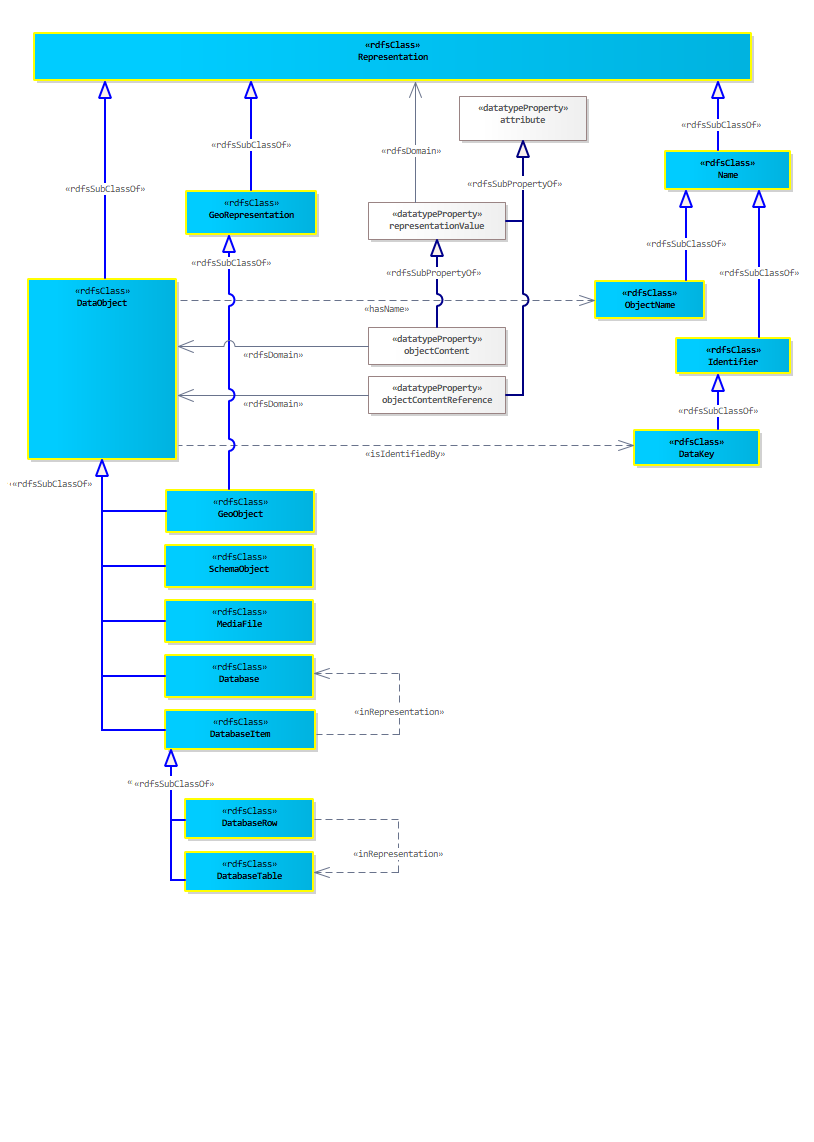 «rdfsClass»
Representation
«datatypeProperty»
attribute
«rdfsSubClassOf»
«rdfsSubClassOf»
«rdfsDomain»
«rdfsClass»
Name
«rdfsSubClassOf»
«rdfsSubPropertyOf»
«rdfsClass»
GeoRepresentation
«datatypeProperty»
representationValue
«rdfsSubClassOf»
«rdfsSubClassOf»
«rdfsSubPropertyOf»
«rdfsSubClassOf»
«rdfsClass»
DataObject
«rdfsClass»
ObjectName
«hasName»
«datatypeProperty»
objectContent
«rdfsDomain»
«rdfsClass»
Identifier
«datatypeProperty»
objectContentReference
«rdfsDomain»
«rdfsSubClassOf»
«rdfsClass»
DataKey
«isIdentifiedBy»
«rdfsSubClassOf»
«rdfsClass»
GeoObject
«rdfsClass»
SchemaObject
«rdfsClass»
MediaFile
«rdfsClass»
Database
«inRepresentation»
«rdfsClass»
DatabaseItem
«rdfsSubClassOf»
«rdfsClass»
DatabaseRow
«inRepresentation»
«rdfsClass»
DatabaseTable